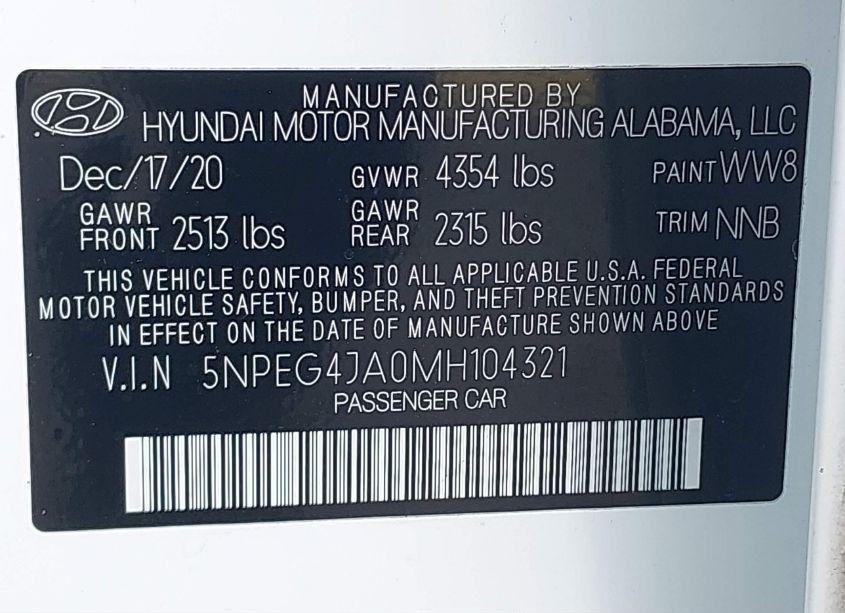 MANUFACTURED BY
HYUNDAI MOTOR MANUFACTURING ALABAMA, LLC
Dec/17/20 GVWR 4354 lbs PAINT WW8
GAWR FRONT 2513 lbs GAWR REAR 2315 lbs TRIM NNB
THIS VEHICLE CONFORMS TO ALL APPLICABLE U.S.A. FEDERAL
MOTOR VEHICLE SAFETY, BUMPER, AND THEFT PREVENTION STANDARDS
IN EFFECT ON THE DATE OF MANUFACTURE SHOWN ABOVE
V.I.N 5NPEG4JA0MH104321
PASSENGER CAR